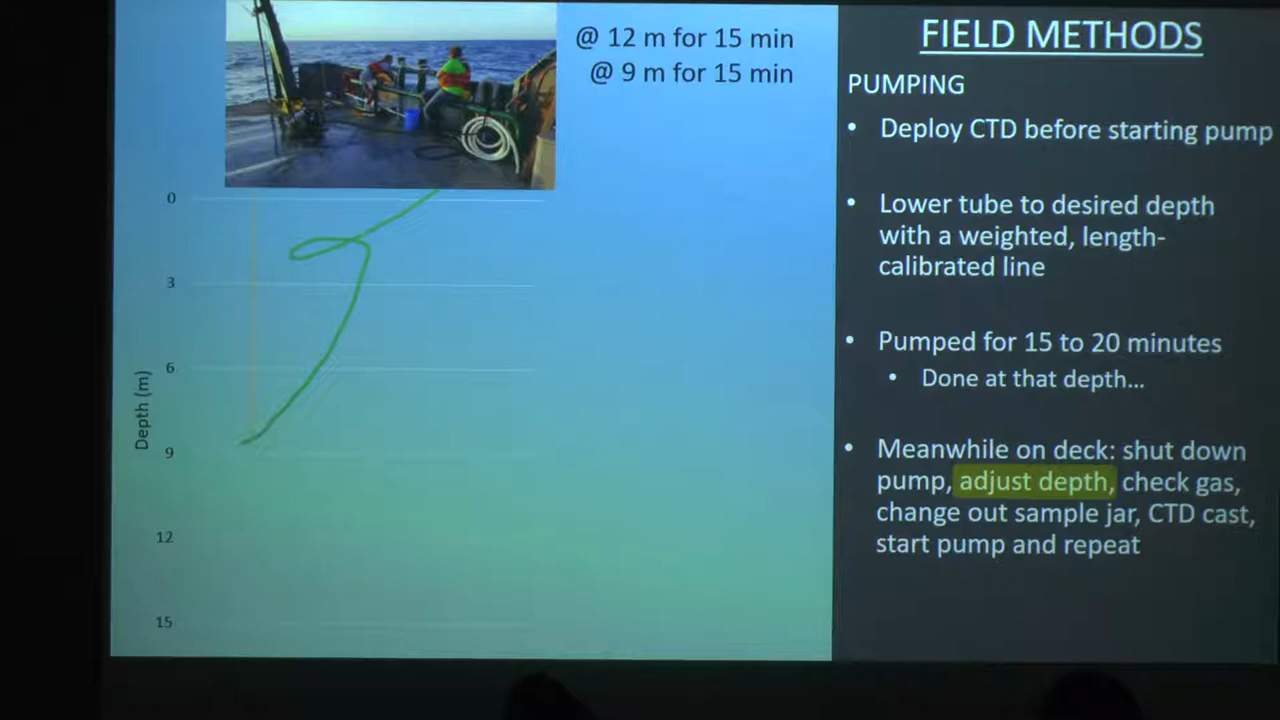 @ 12 m for 15 min
@ 9 m for 15 min
0
3
6
9
12
15
Depth (m)
FIELD METHODS
PUMPING
• Deploy CTD before starting pump
• Lower tube to desired depth
with a weighted, length-
calibrated line
• Pumped for 15 to 20 minutes
• Done at that depth...
• Meanwhile on deck: shut down
pump, adjust depth, check gas,
change out sample jar, CTD cast,
start pump and repeat